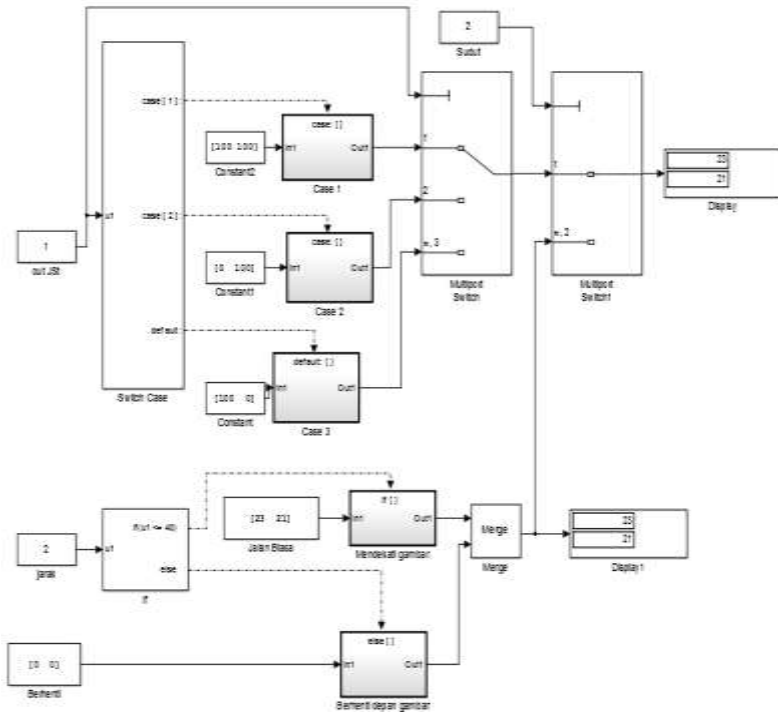 2
Sudut
case [ 1 ]
case: [ ]
[100 100]
In1
Out1
Constant2
Case 1
1
1
23
21
Display
case [ 2 ]
u1
case: [ ]
2
1
out JST
[0 100]
In1
Out1
Constant1
Case 2
*, 3
*, 2
Multiport
Switch
Multiport
Switch1
default
default: [ ]
Switch Case
[100 0]
In1
Out1
Constant
Case 3
if [ ]
if(u1 <= 40)
[23 21]
In1
Out1
Jalan Biasa
Mendekati gambar
Merge
Merge
23
21
Display1
2
jarak
u1
else
If
else [ ]
[0 0]
In1
Out1
Berhenti
Berhenti depan gambar